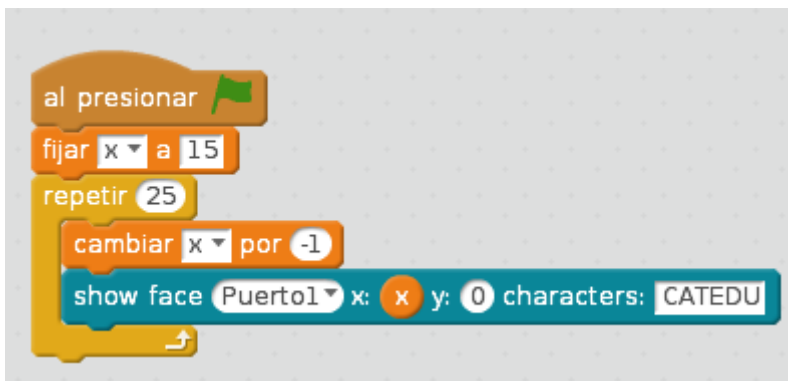 al presionar
fijar x a 15
repetir 25
cambiar x por -1
show face Puerto1 x: x y: 0 characters: CATEDU